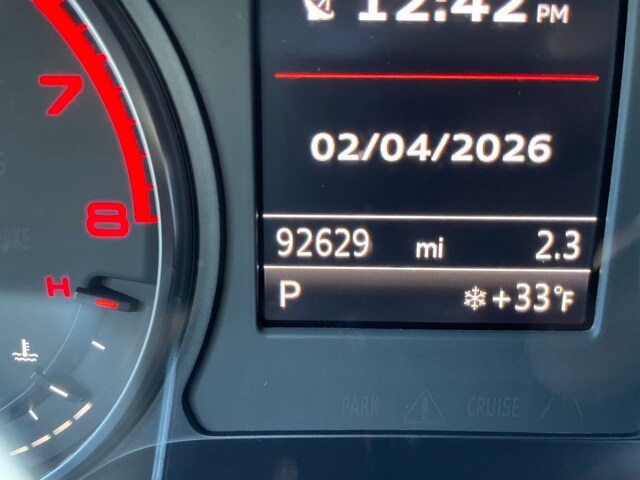 12:42 PM
7
02/04/2026
8
92629 mi 2.3
H
P +33°F
PARK CRUISE